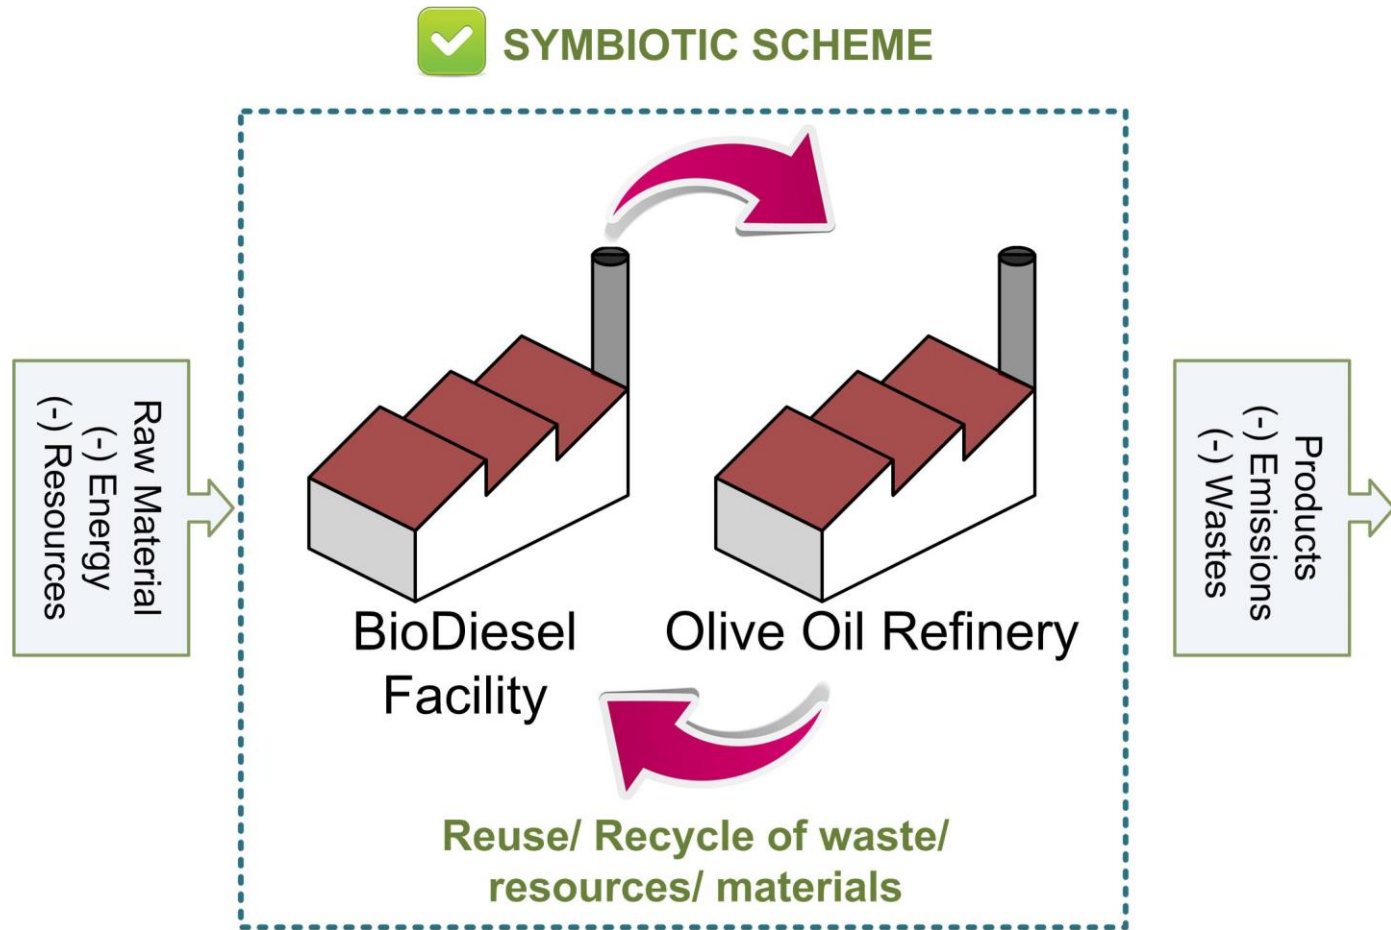 SYMBIOTIC SCHEME
Raw Material
(-) Energy
(-) Resources
BioDiesel
Facility
Olive Oil Refinery
Reuse/ Recycle of waste/
resources/ materials
Products
(-) Emissions
(-) Wastes